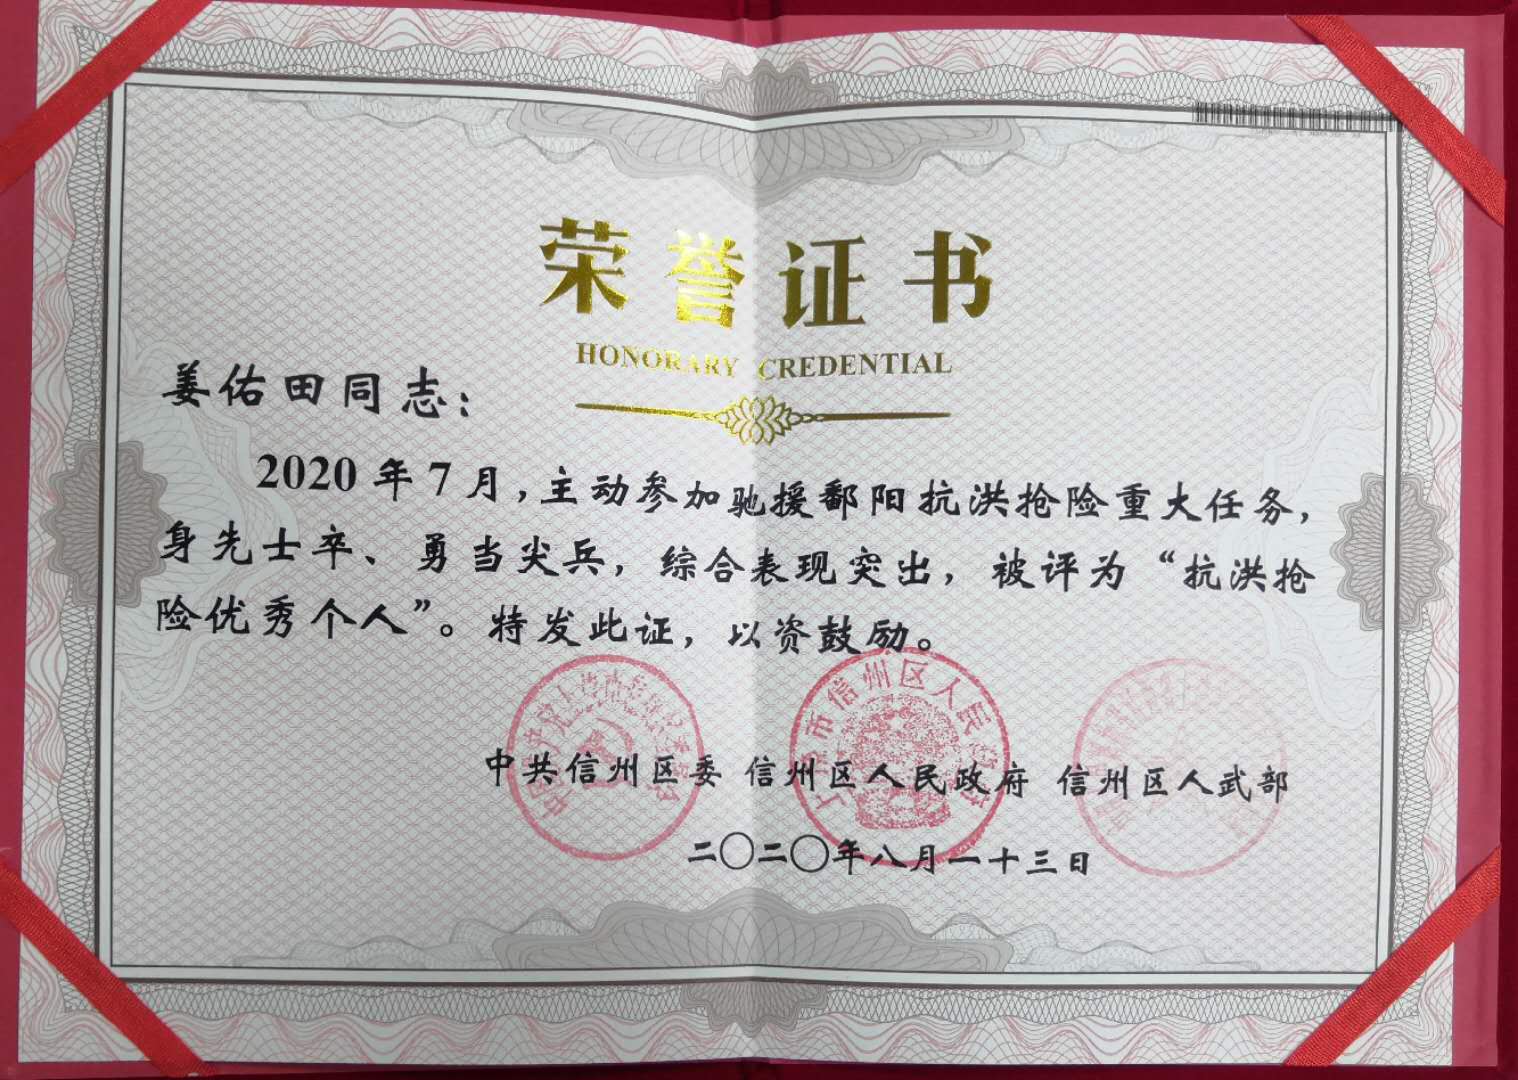 荣誉证书
HONORARY CREDENTIAL
姜佑田同志：
2020年7月，主动参加驰援鄱阳抗洪抢险重大任务，
身先士卒、勇当尖兵，综合表现突出，被评为“抗洪抢
险优秀个人”。特发此证，以资鼓励。
中共信州区委 信州区人民政府 信州区人武部
二〇二〇年八月一十三日